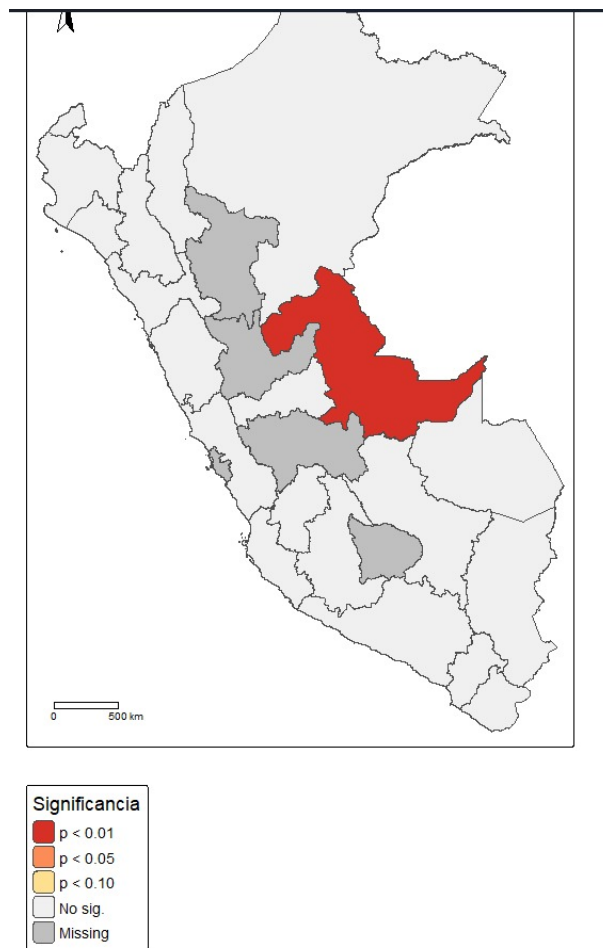 0 500 km
Significancia
p < 0.01
p < 0.05
p < 0.10
No sig.
Missing